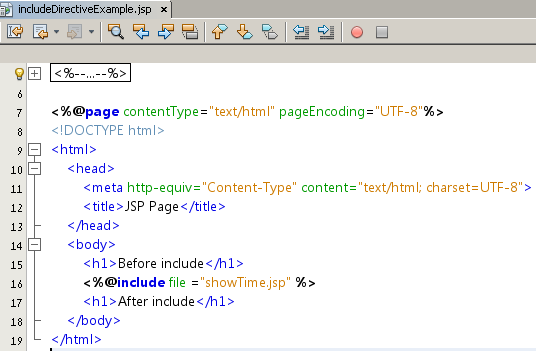 includeDirectiveExample.jsp
<%--...--%>
6
7 <%@page contentType="text/html" pageEncoding="UTF-8"%>
8 <!DOCTYPE html>
9 <html>
10 <head>
11 <meta http-equiv="Content-Type" content="text/html; charset=UTF-8">
12 <title>JSP Page</title>
13 </head>
14 <body>
15 <h1>Before include</h1>
16 <%@include file ="showTime.jsp" %>
17 <h1>After include</h1>
18 </body>
19 </html>